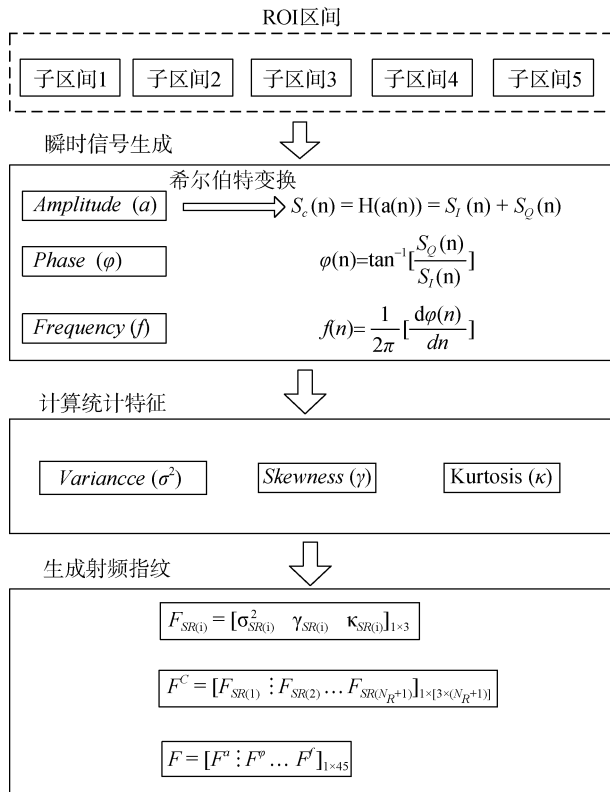 ROI区间
子区间1 子区间2 子区间3 子区间4 子区间5
瞬时信号生成
希尔伯特变换
Amplitude (a) S_c(n) = H(a(n)) = S_I(n) + S_Q(n)
Phase (φ) φ(n)=tan⁻¹[S_Q(n)/S_I(n)]
Frequency (f) f(n)=1/2π[dφ(n)/dn]
计算统计特征
Variancce (σ²) Skewness (γ) Kurtosis (κ)
生成射频指纹
F_{SR(i)} = [σ²_{SR(i)} γ_{SR(i)} κ_{SR(i)}]_{1×3}
F^C = [F_{SR(1)} ⋮ F_{SR(2)} … F_{SR(N_R+1)}]_{1×[3×(N_R+1)]}
F = [F^a ⋮ F^φ … F^f]_{1×45}